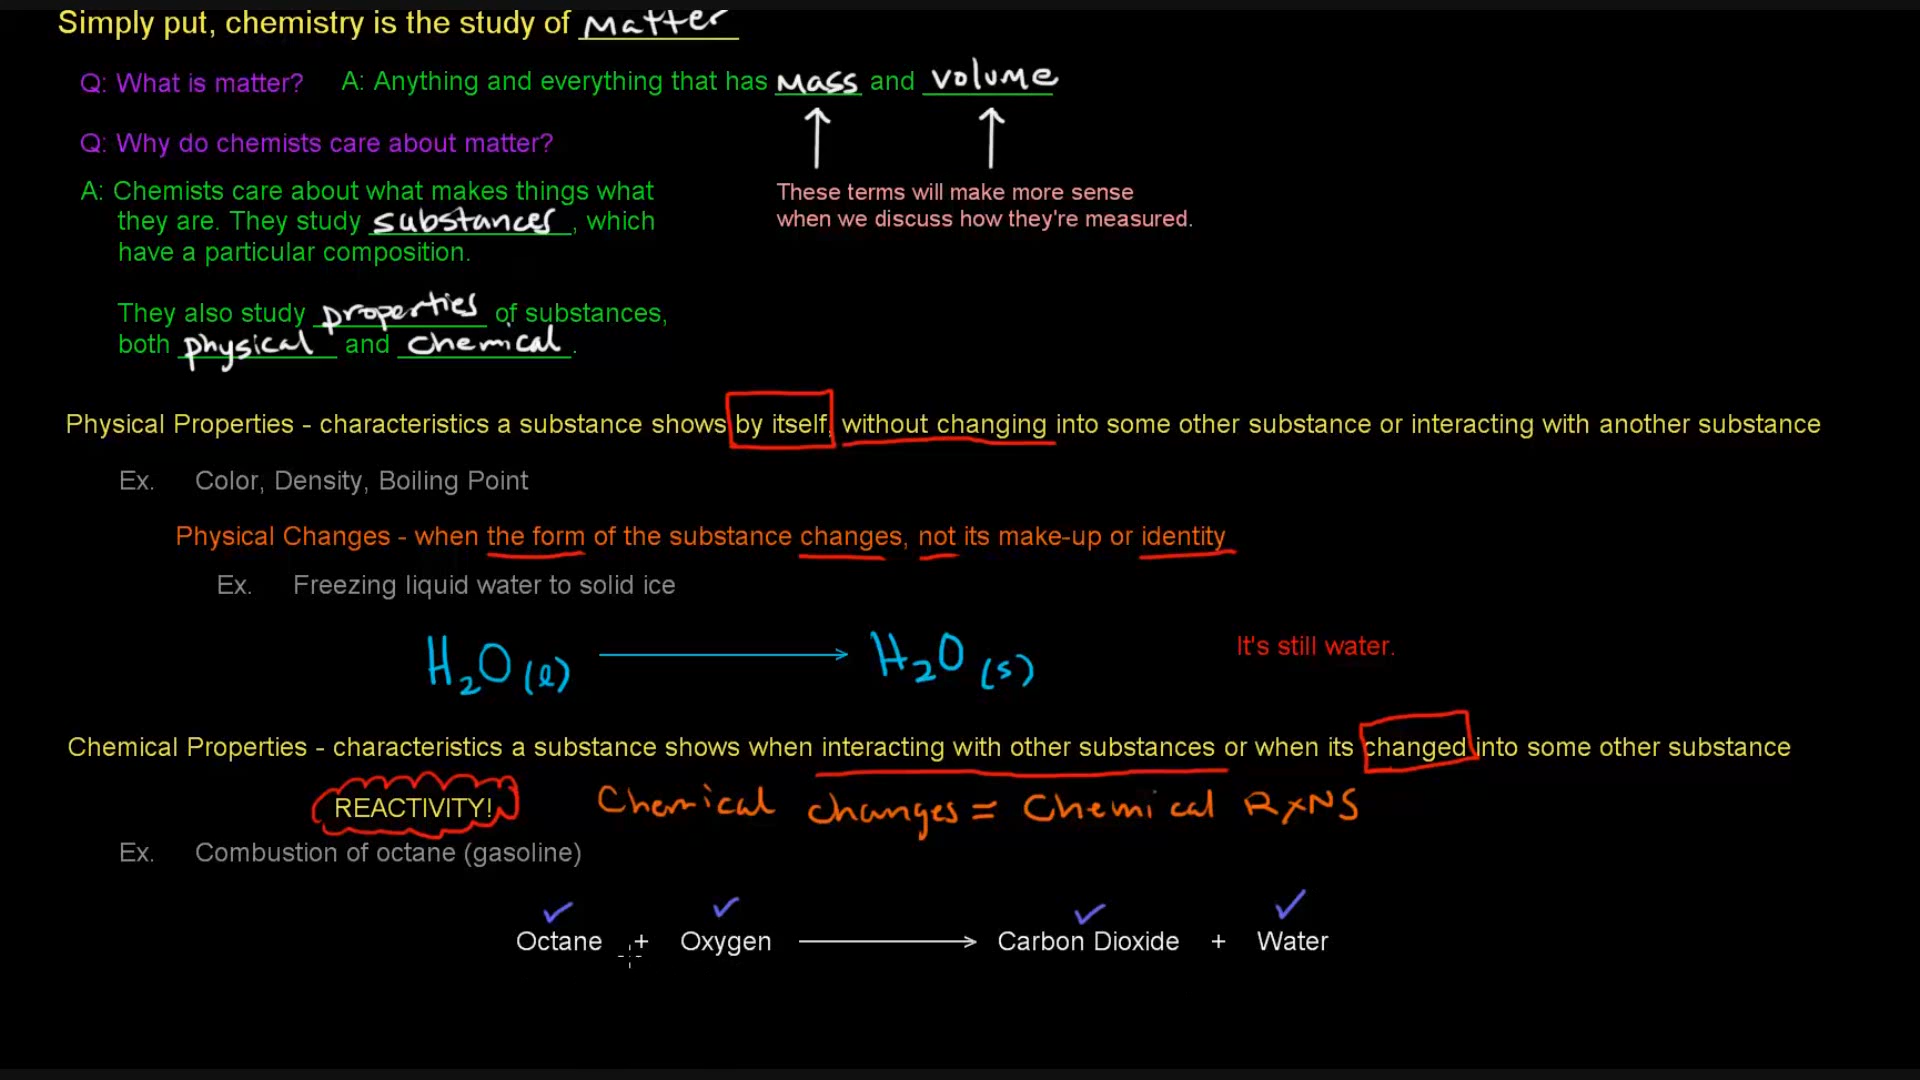 Simply put, chemistry is the study of Matter
Q: What is matter? A: Anything and everything that has Mass and volume
Q: Why do chemists care about matter?
A: Chemists care about what makes things what
they are. They study substances, which
have a particular composition.
These terms will make more sense
when we discuss how they're measured.
They also study properties of substances,
both physical and chemical.
Physical Properties - characteristics a substance shows by itself, without changing into some other substance or interacting with another substance
Ex. Color, Density, Boiling Point
Physical Changes - when the form of the substance changes, not its make-up or identity
Ex. Freezing liquid water to solid ice
H₂O (l) → H₂O (s) It's still water.
Chemical Properties - characteristics a substance shows when interacting with other substances or when its changed into some other substance
REACTIVITY! Chemical changes = Chemical RxNS
Ex. Combustion of octane (gasoline)
Octane + Oxygen → Carbon Dioxide + Water